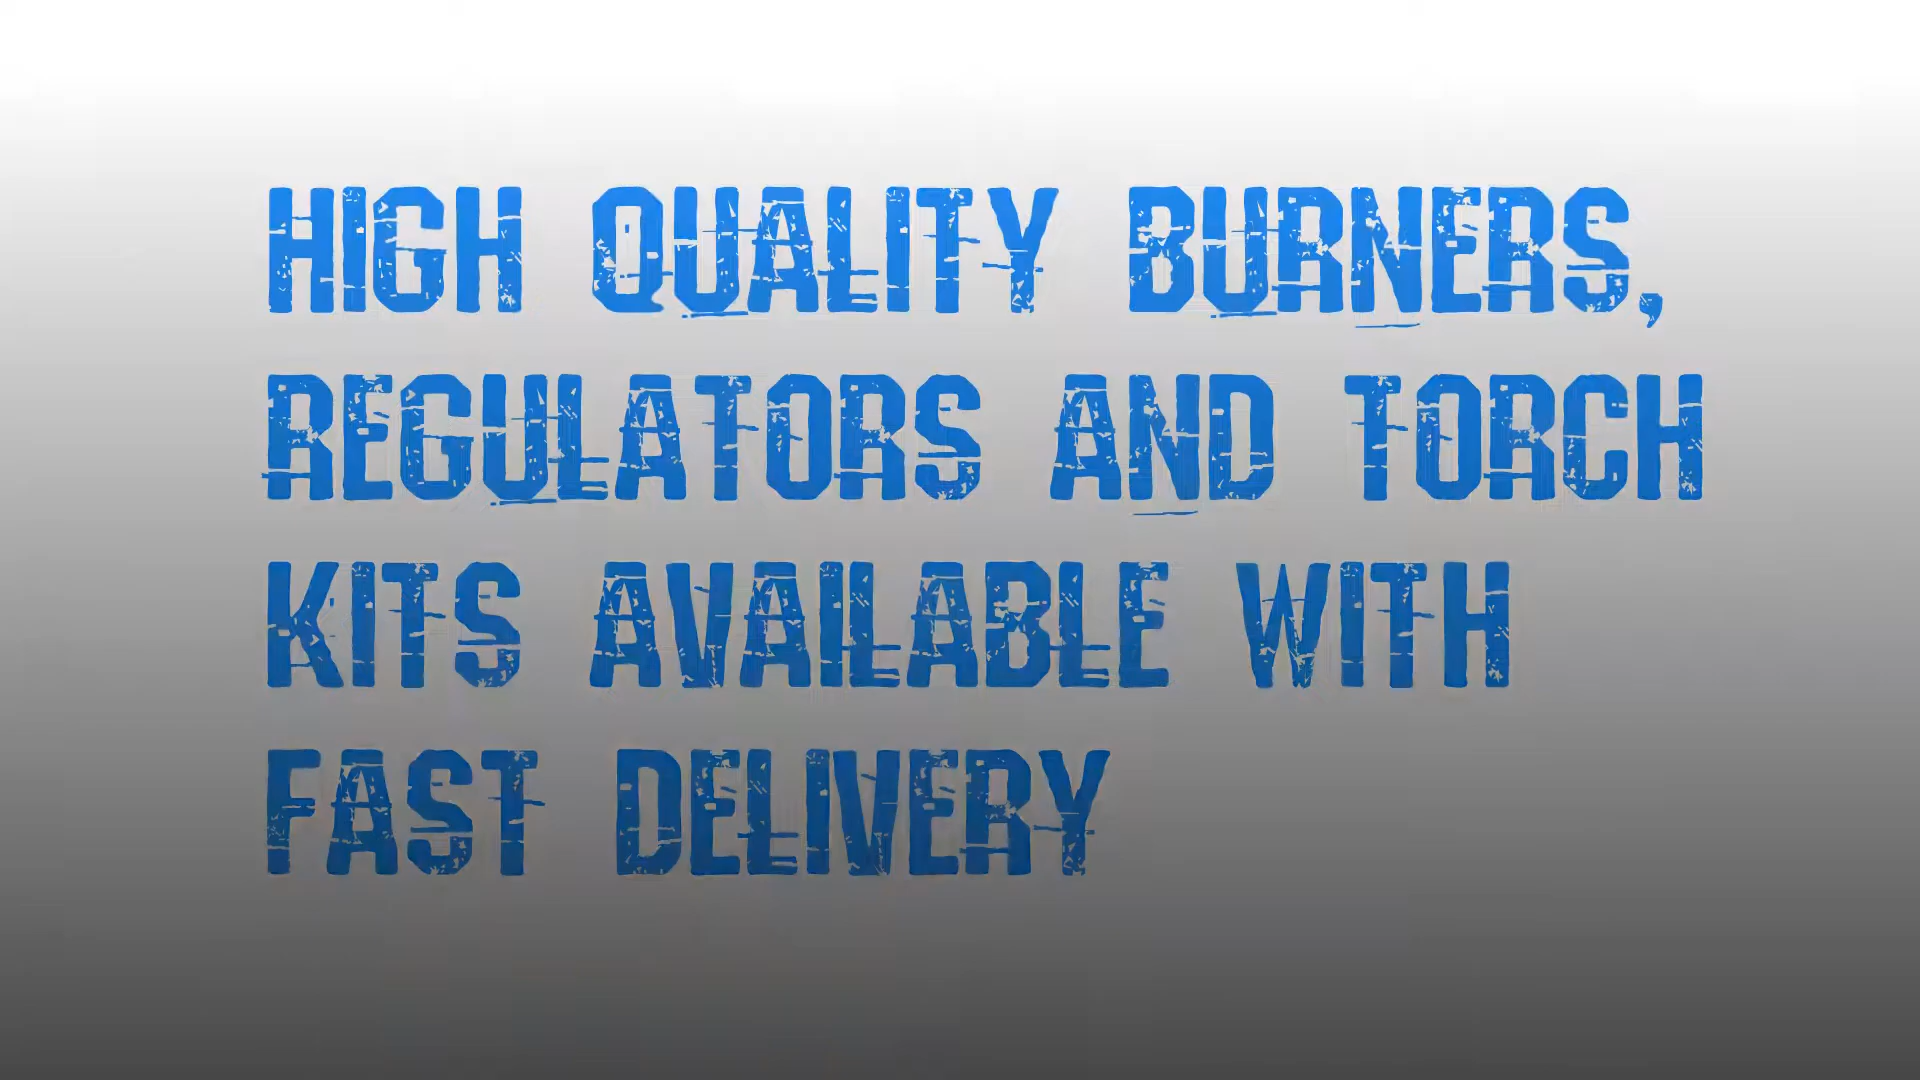 HIGH QUALITY BURNERS,
REGULATORS AND TORCH
KITS AVAILABLE WITH
FAST DELIVERY